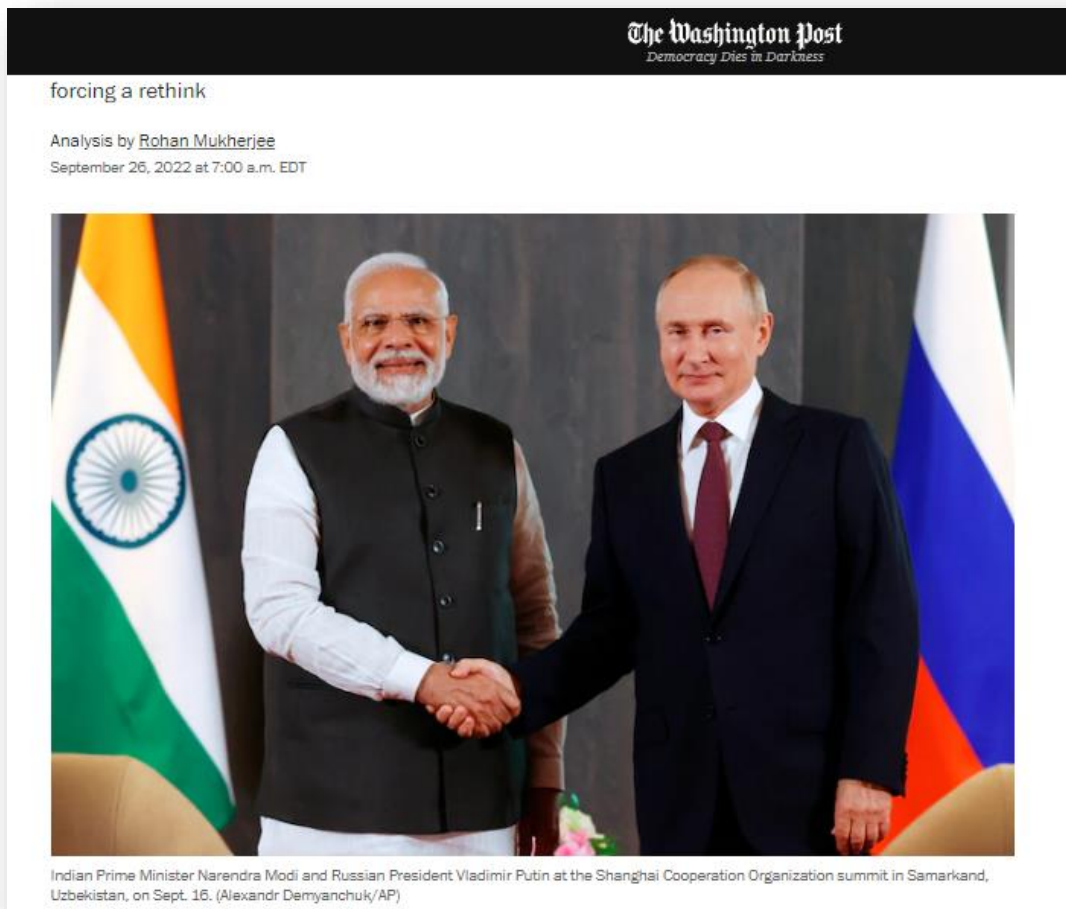 The Washington Post
Democracy Dies in Darkness
forcing a rethink
Analysis by Rohan Mukherjee
September 26, 2022 at 7:00 a.m. EDT
Indian Prime Minister Narendra Modi and Russian President Vladimir Putin at the Shanghai Cooperation Organization summit in Samarkand,
Uzbekistan, on Sept. 16. (Alexandr Demyanchuk/AP)